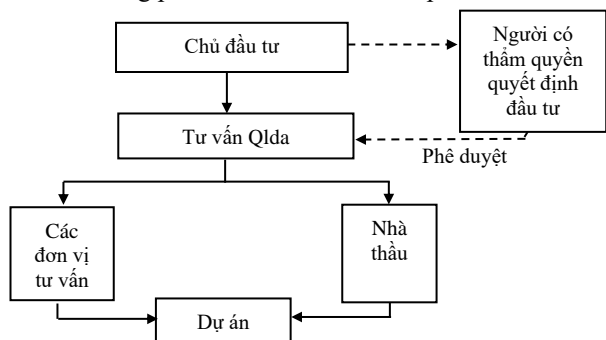 Chủ đầu tư
Người có
thẩm quyền
quyết định
đầu tư
Tư vấn Qlda
Phê duyệt
Các
đơn vị
tư vấn
Nhà
thầu
Dự án